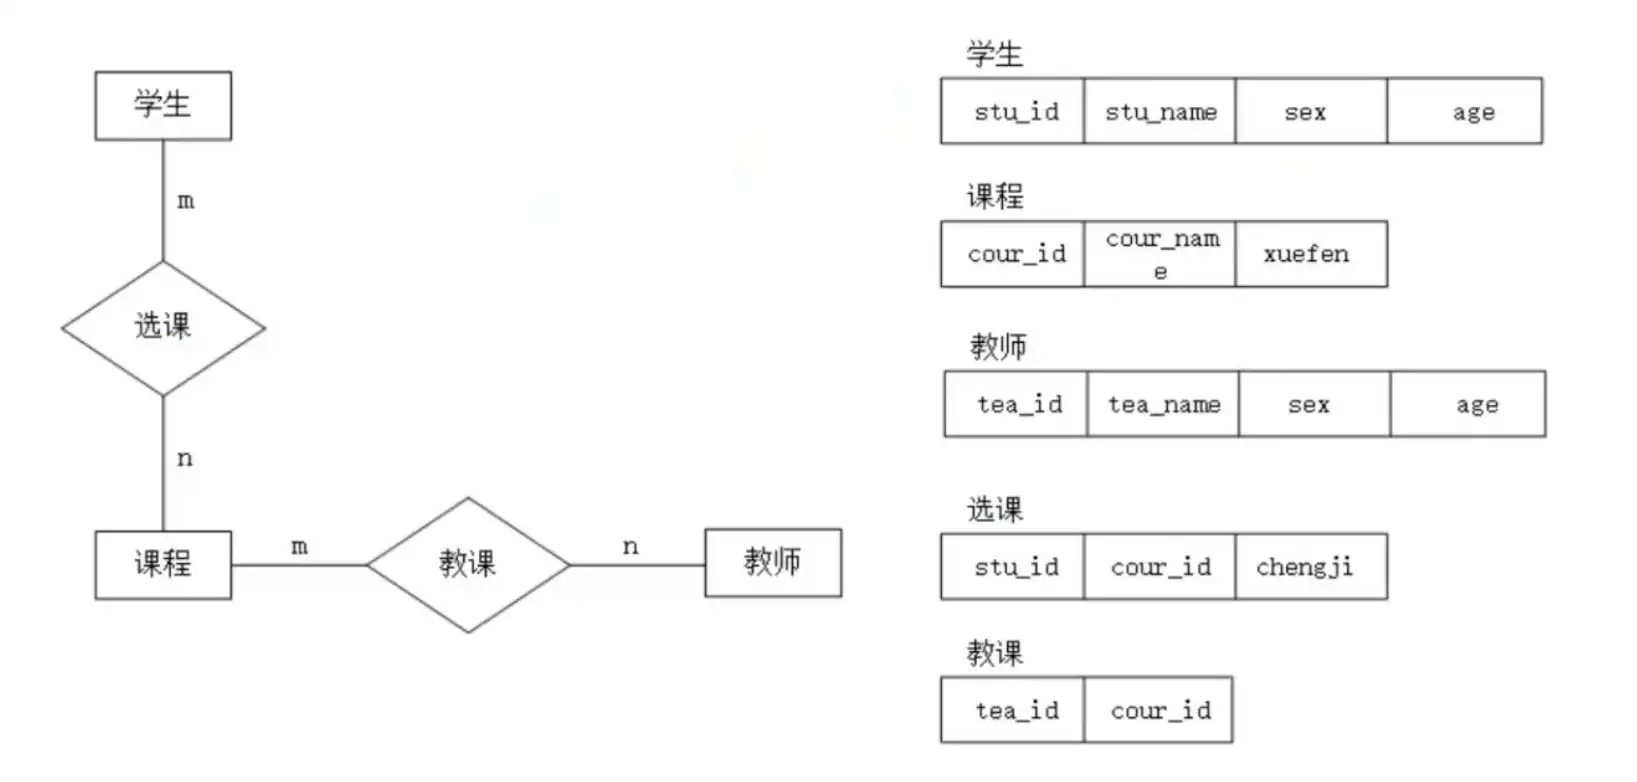 学生
m
选课
n
课程
m
教课
n
教师
学生
stu_id stu_name sex age
课程
cour_id cour_nam
e xuefen
教师
tea_id tea_name sex age
选课
stu_id cour_id chengji
教课
tea_id cour_id